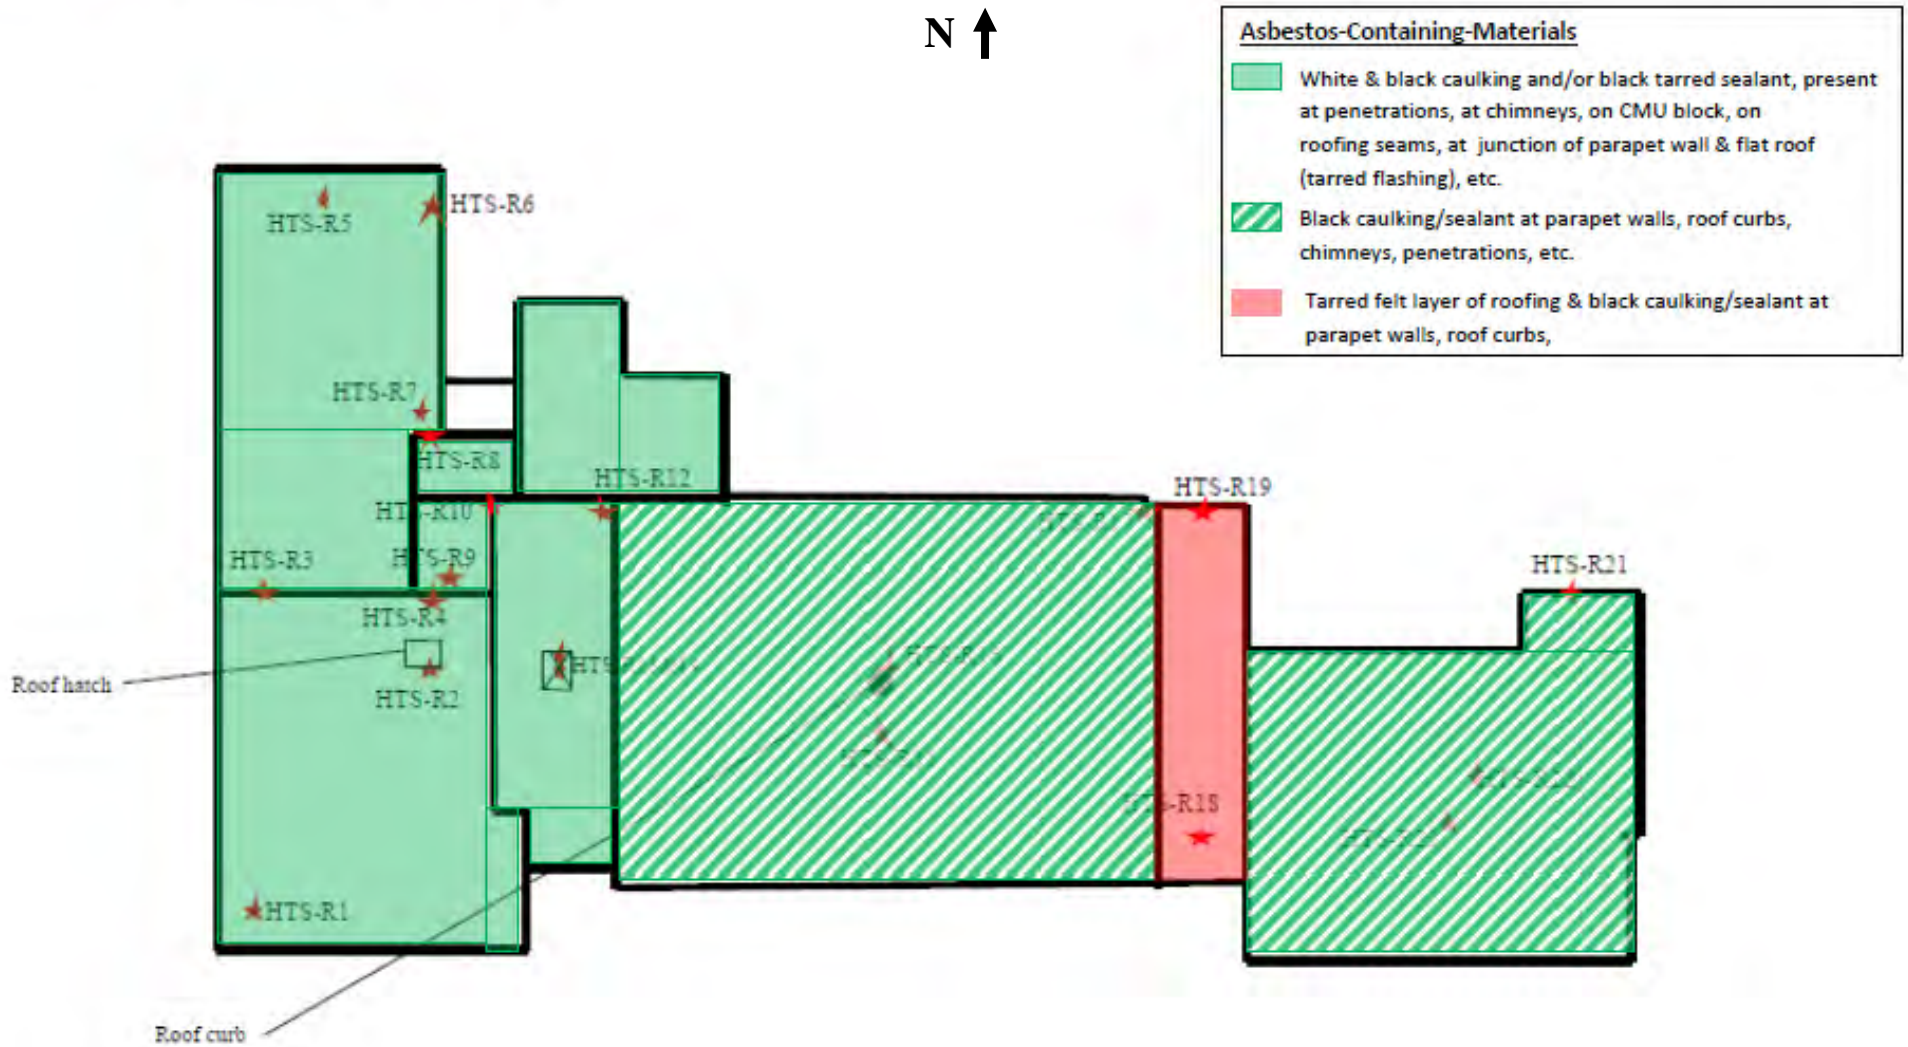 N
Asbestos-Containing-Materials
White & black caulking and/or black tarred sealant, present
at penetrations, at chimneys, on CMU block, on
roofing seams, at junction of parapet wall & flat roof
(tarred flashing), etc.
Black caulking/sealant at parapet walls, roof curbs,
chimneys, penetrations, etc.
Tarred felt layer of roofing & black caulking/sealant at
parapet walls, roof curbs,
HTS-R5
HTS-R6
HTS-R7
HTS-R8
HTS-R12
HTS-R10
HTS-R19
HTS-R3
HTS-R9
HTS-R21
HTS-R4
Roof hatch
HTS-R2
HTS-R18
HTS-R1
Roof curb